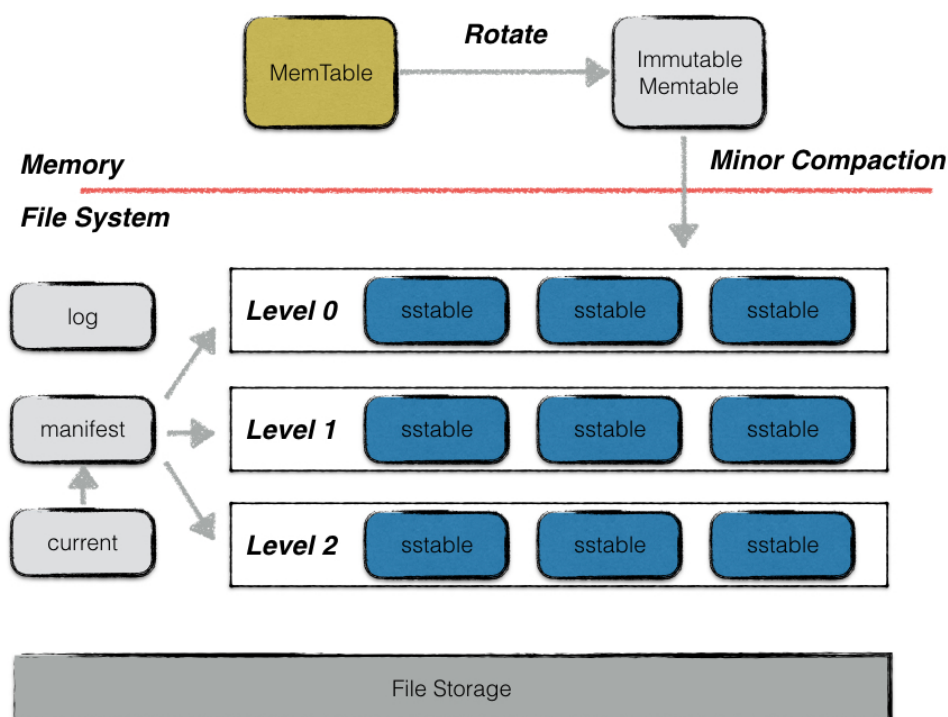 Rotate
MemTable
Immutable
Memtable
Memory
Minor Compaction
File System
log
Level 0
sstable
sstable
sstable
manifest
Level 1
sstable
sstable
sstable
current
Level 2
sstable
sstable
sstable
File Storage